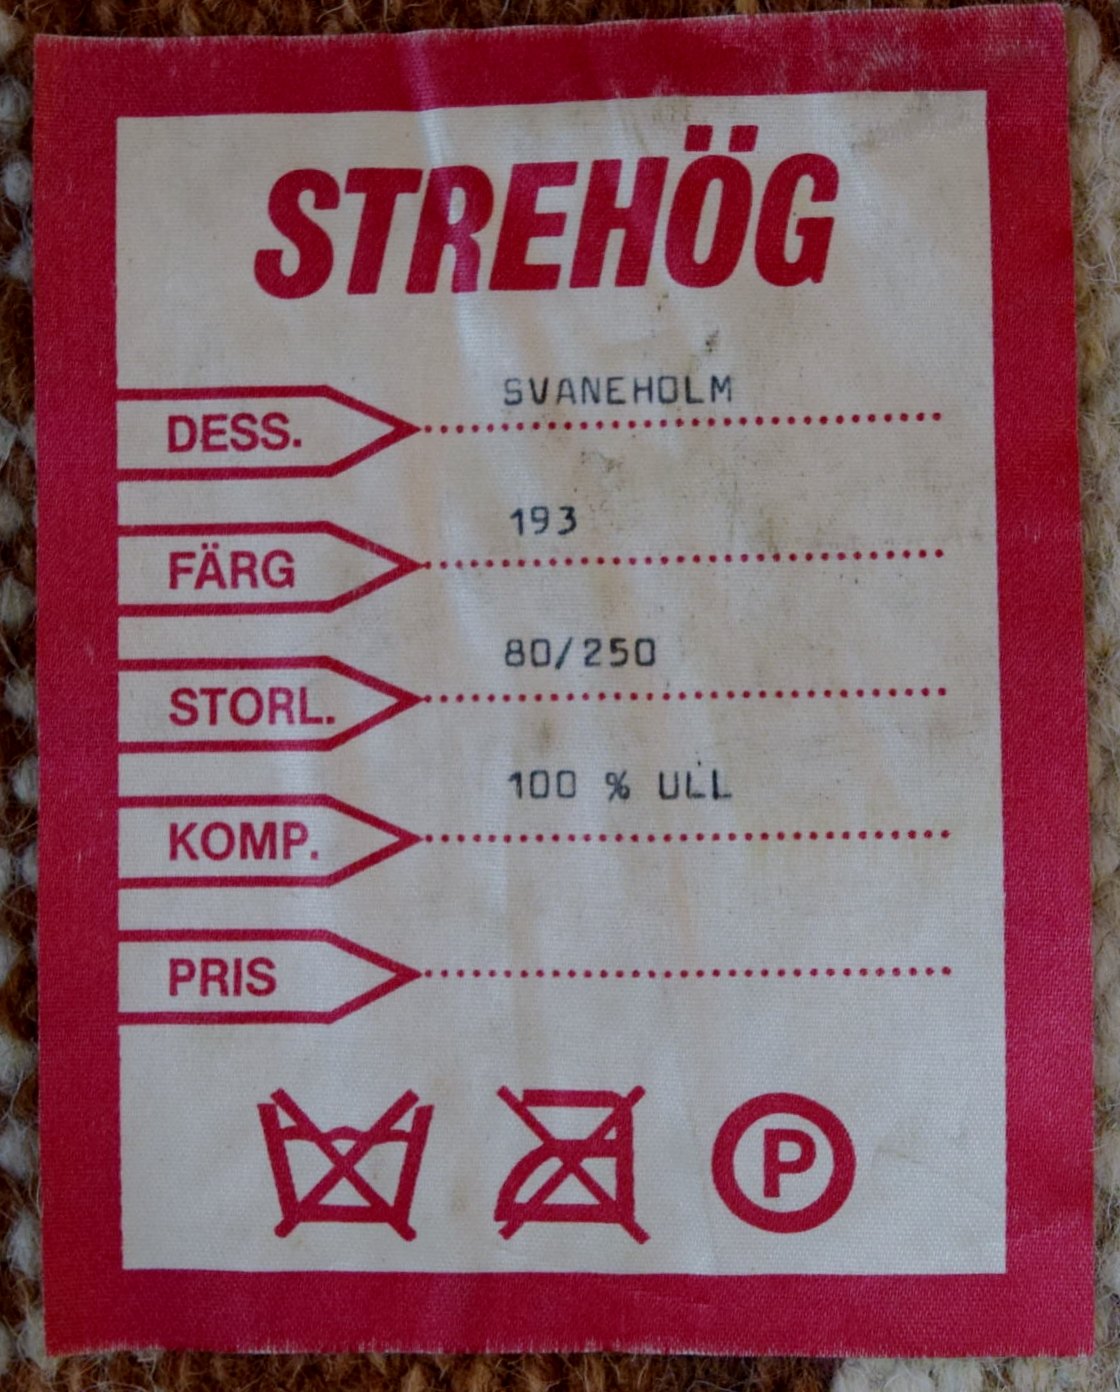 STREHÖG
DESS. SVANEHOLM
FÄRG 193
STORL. 80/250
KOMP. 100 % ULL
PRIS
P